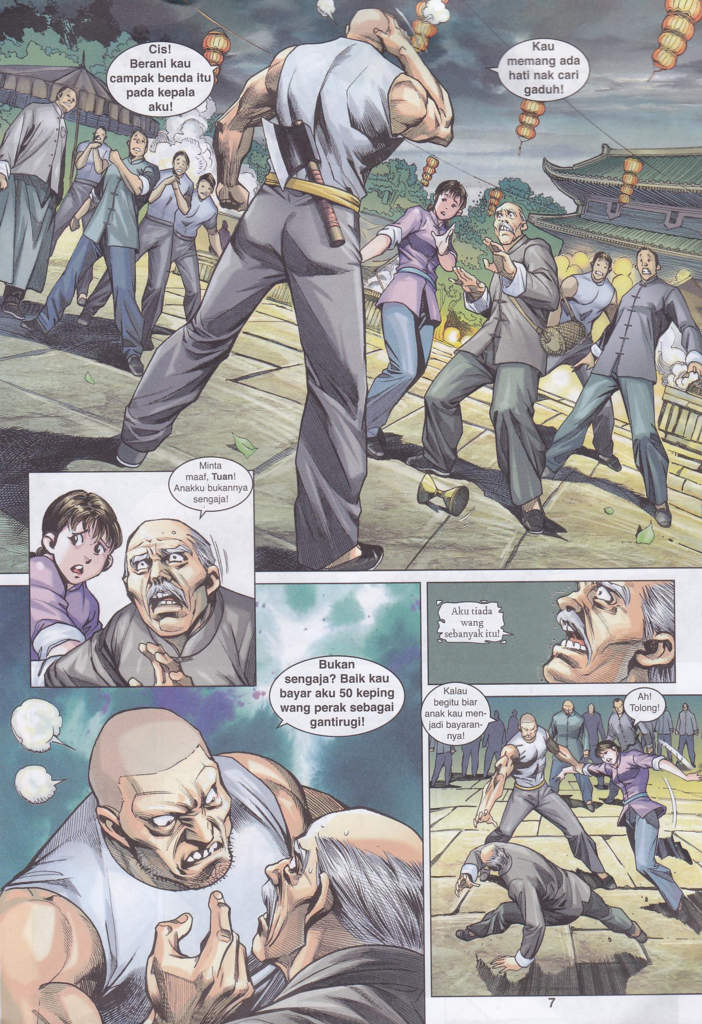 Cis!
Berani kau
campak benda itu
pada kepala
aku!
Kau
memang ada
hati nak cari
gaduh!
Minta
maaf, Tuan!
Anakku bukannya
sengaja!
Bukan
sengaja? Baik kau
bayar aku 50 keping
wang perak sebagai
gantirugi!
Aku tiada
wang
sebanyak itu!
Kalau
begitu biar
anak kau men-
jadi bayaran-
nya!
Ah!
Tolong!
7